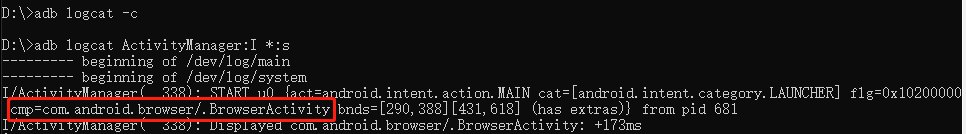 D:\>adb logcat -c
D:\>adb logcat ActivityManager:I *:s
--------- beginning of /dev/log/main
--------- beginning of /dev/log/system
I/ActivityManager(  338): START u0 {act=android.intent.action.MAIN cat=[android.intent.category.LAUNCHER] flg=0x10200000
 cmp=com.android.browser/.BrowserActivity bnds=[290,388][431,618] (has extras)} from pid 681
I/ActivityManager(  338): Displayed com.android.browser/.BrowserActivity: +173ms